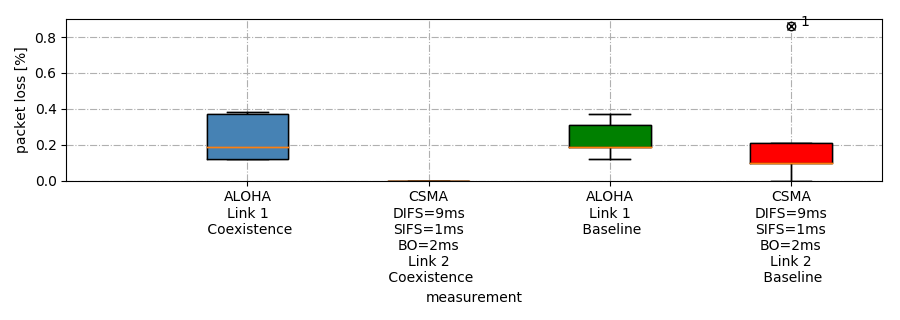 packet loss [%]
0.8
0.6
0.4
0.2
0.0
1
ALOHA
Link 1
Coexistence
CSMA
DIFS=9ms
SIFS=1ms
BO=2ms
Link 2
Coexistence
ALOHA
Link 1
Baseline
CSMA
DIFS=9ms
SIFS=1ms
BO=2ms
Link 2
Baseline
measurement